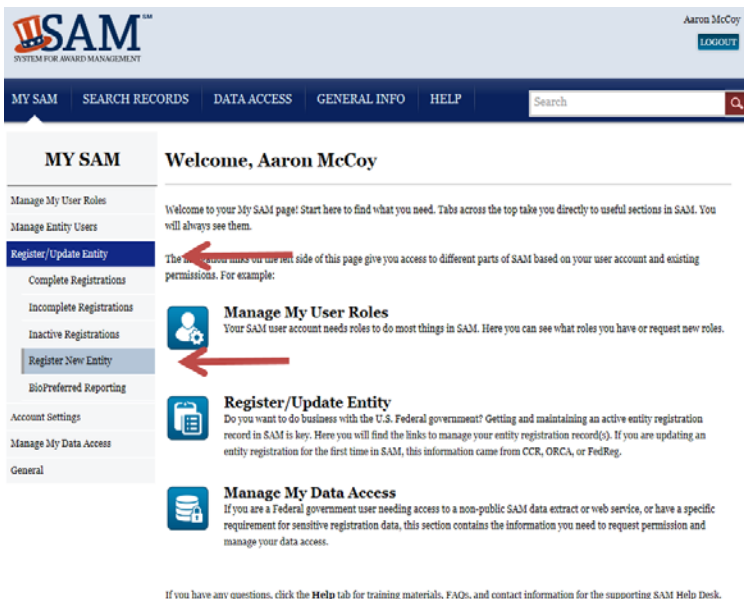 SAM SM
SYSTEM FOR AWARD MANAGEMENT
Aaron McCoy
LOGOUT
MY SAM SEARCH RECORDS DATA ACCESS GENERAL INFO HELP Search
MY SAM
Manage My User Roles
Manage Entity Users
Register/Update Entity
Complete Registrations
Incomplete Registrations
Inactive Registrations
Register New Entity
BioPreferred Reporting
Account Settings
Manage My Data Access
General
Welcome, Aaron McCoy
Welcome to your My SAM page! Start here to find what you need. Tabs across the top take you directly to useful sections in SAM. You
will always see them.
The navigation links on the left side of this page give you access to different parts of SAM based on your user account and existing
permissions. For example:
Manage My User Roles
Your SAM user account needs roles to do most things in SAM. Here you can see what roles you have or request new roles.
Register/Update Entity
Do you want to do business with the U.S. Federal government? Getting and maintaining an active entity registration
record in SAM is key. Here you will find the links to manage your entity registration record(s). If you are updating an
entity registration for the first time in SAM, this information came from CCR, ORCA, or FedReg.
Manage My Data Access
If you are a Federal government user needing access to a non-public SAM data extract or web service, or have a specific
requirement for sensitive registration data, this section contains the information you need to request permission and
manage your data access.
If you have any questions, click the Help tab for training materials, FAQs, and contact information for the supporting SAM Help Desk.